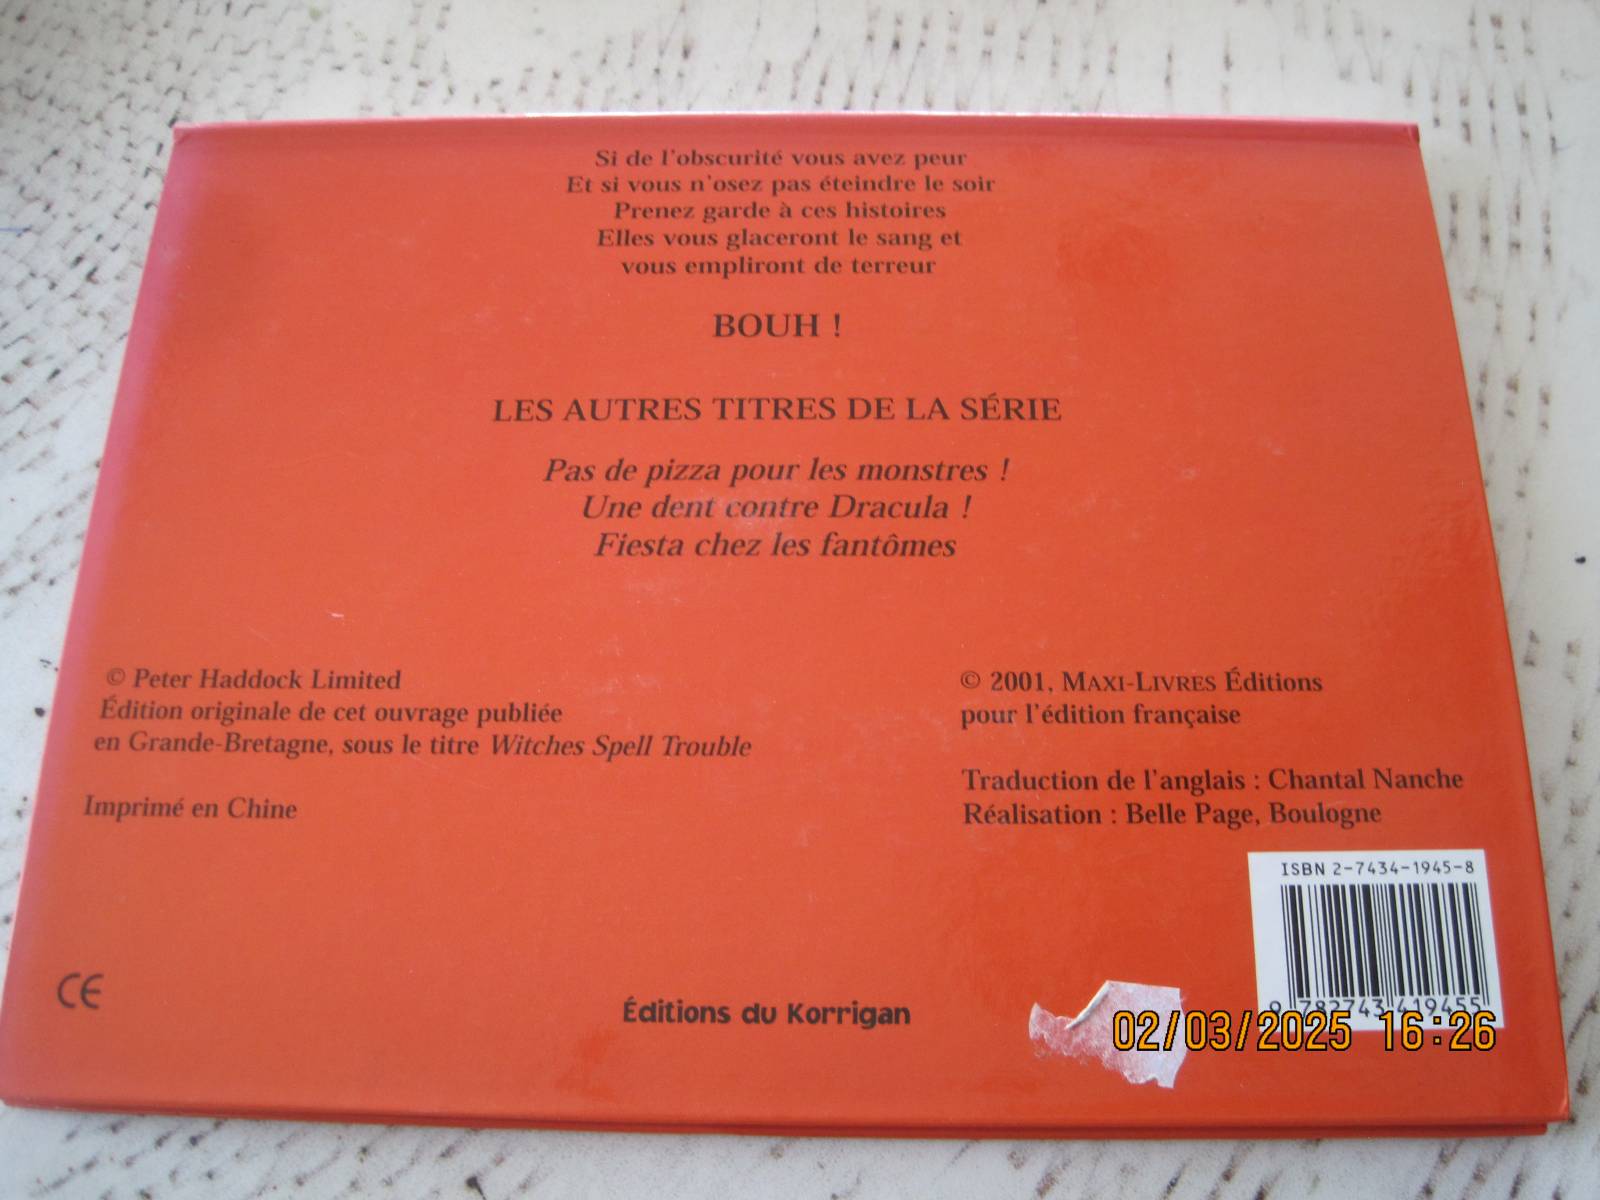 Si de l'obscurité vous avez peur
Et si vous n'osez pas éteindre le soir
Prenez garde à ces histoires
Elles vous glaceront le sang et
vous empliront de terreur
BOUH !
LES AUTRES TITRES DE LA SÉRIE
Pas de pizza pour les monstres !
Une dent contre Dracula !
Fiesta chez les fantômes
© Peter Haddock Limited
Édition originale de cet ouvrage publiée
en Grande-Bretagne, sous le titre Witches Spell Trouble
Imprimé en Chine
© 2001, MAXI-LIVRES Éditions
pour l'édition française
Traduction de l'anglais : Chantal Nanche
Réalisation : Belle Page, Boulogne
ISBN 2-7434-1945-8
9 782743 419455
CE
Éditions du Korrigan
02/03/2025 16:26